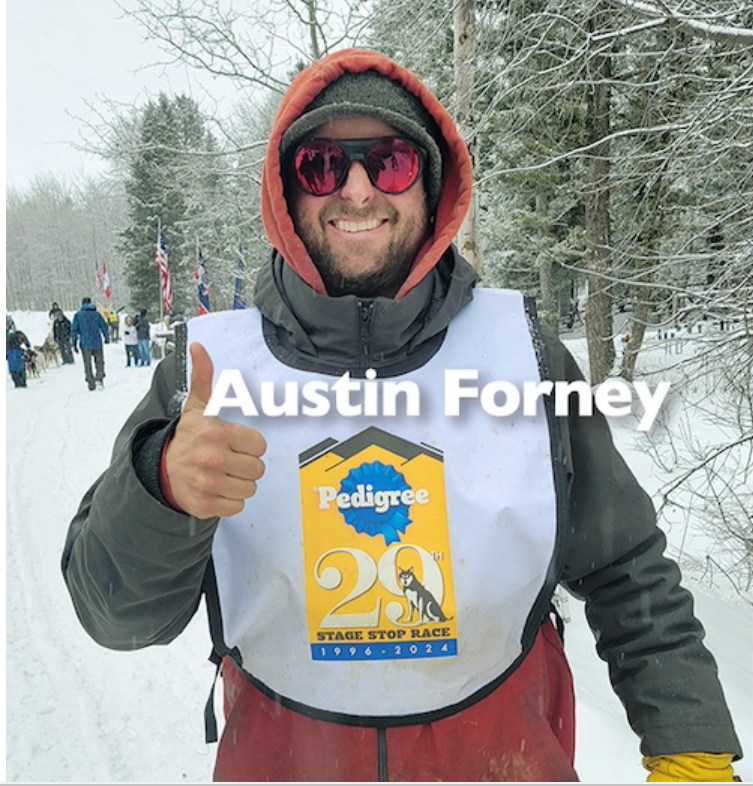 Austin Forney
Pedigree
29TH
STAGE STOP RACE
1996-2024